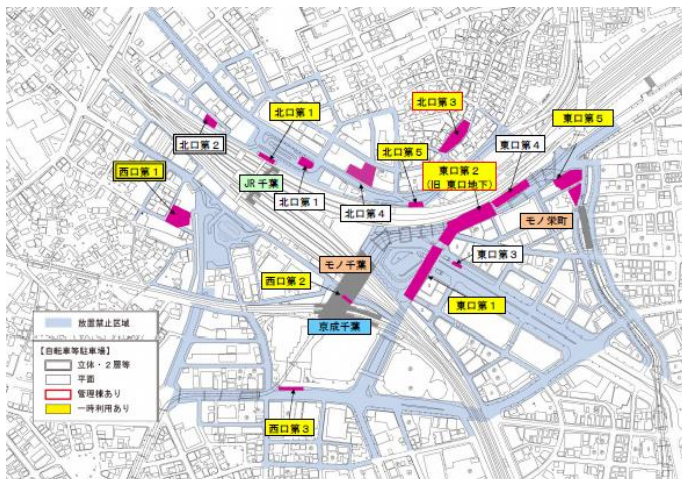 北口第３
北口第１
東口第５
北口第２
北口第５
東口第４
東口第２
(旧 東口地下)
西口第１
JR千葉
北口第１
北口第４
モノ栄町
東口第３
モノ千葉
西口第２
東口第１
京成千葉
放置禁止区域
【自転車等駐車場】
立体・２層等
平面
管理棟あり
一時利用あり
西口第３